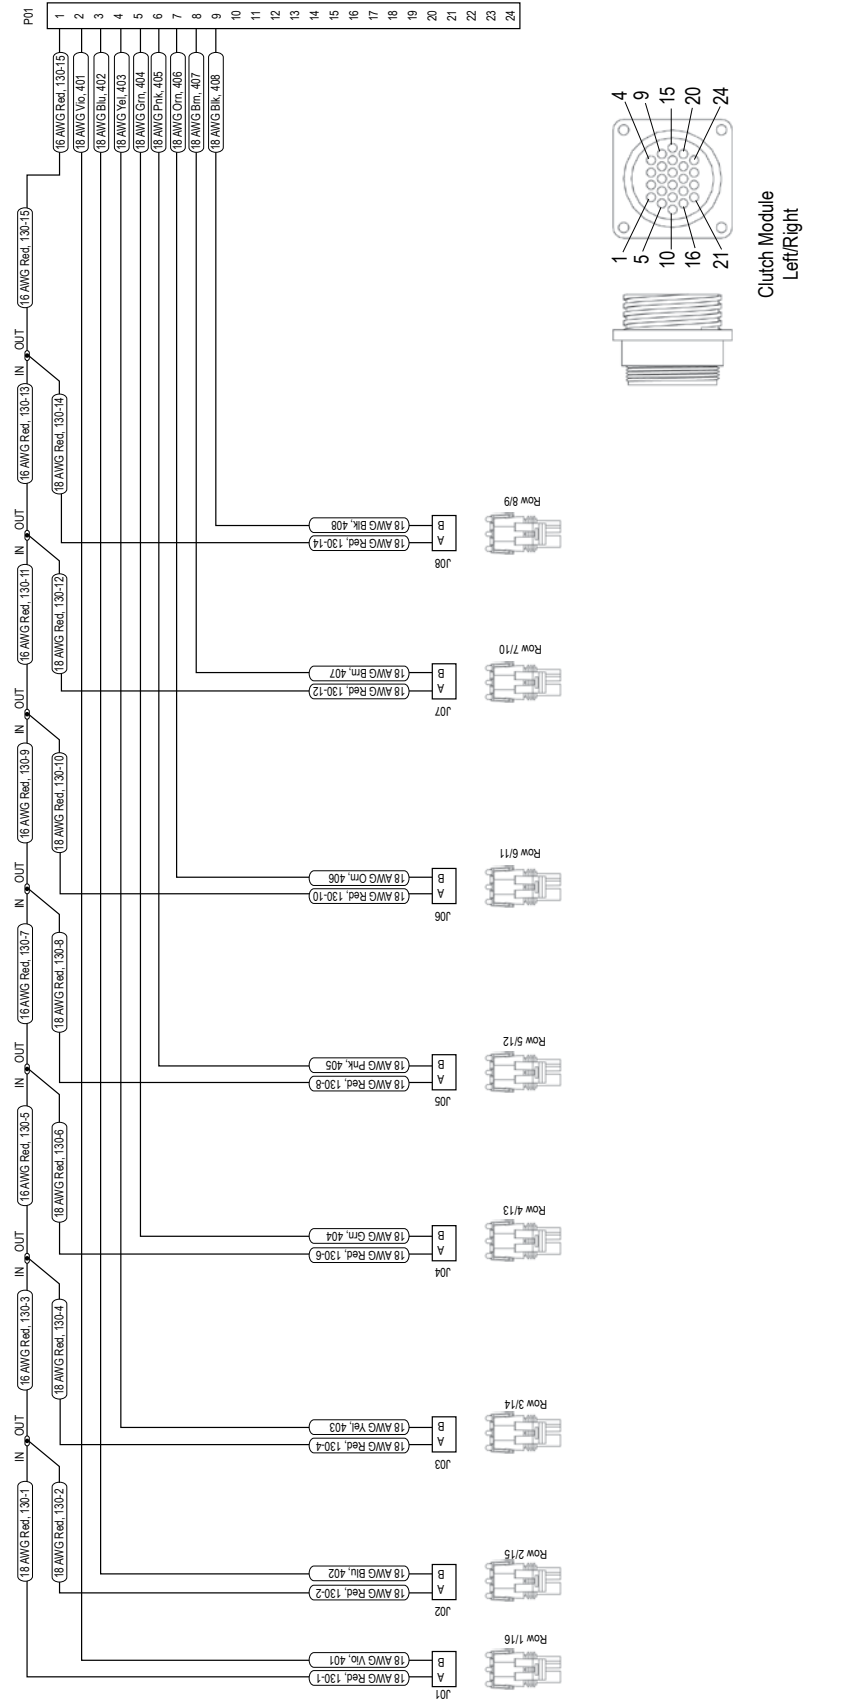 P01
1
2
3
4
5
6
7
8
9
10
11
12
13
14
15
16
17
18
19
20
21
22
23
24
16 AWG Red, 130-15
18 AWG Vio, 401
18 AWG Blu, 402
18 AWG Yel, 403
18 AWG Grn, 404
18 AWG Pnk, 405
18 AWG Orn, 406
18 AWG Brn, 407
18 AWG Blk, 408
16 AWG Red, 130-15
OUT
IN
16 AWG Red, 130-13
18 AWG Red, 130-14
OUT
IN
16 AWG Red, 130-11
18 AWG Red, 130-12
OUT
IN
16 AWG Red, 130-9
18 AWG Red, 130-10
OUT
IN
16 AWG Red, 130-7
18 AWG Red, 130-8
OUT
IN
16 AWG Red, 130-5
18 AWG Red, 130-6
OUT
IN
16 AWG Red, 130-3
18 AWG Red, 130-4
OUT
IN
18 AWG Red, 130-1
18 AWG Red, 130-2
4
9
15
20
24
1
5
10
16
21
Clutch Module
Left/Right
18 AWG Blk, 408
B
18 AWG Red, 130-14
A
J08
Row 8/9
18 AWG Brn, 407
B
18 AWG Red, 130-12
A
J07
Row 7/10
18 AWG Orn, 406
B
18 AWG Red, 130-10
A
J06
Row 6/11
18 AWG Pnk, 405
B
18 AWG Red, 130-8
A
J05
Row 5/12
18 AWG Grn, 404
B
18 AWG Red, 130-6
A
J04
Row 4/13
18 AWG Yel, 403
B
18 AWG Red, 130-4
A
J03
Row 3/14
18 AWG Blu, 402
B
18 AWG Red, 130-2
A
J02
Row 2/15
18 AWG Vio, 401
B
18 AWG Red, 130-1
A
J01
Row 1/16